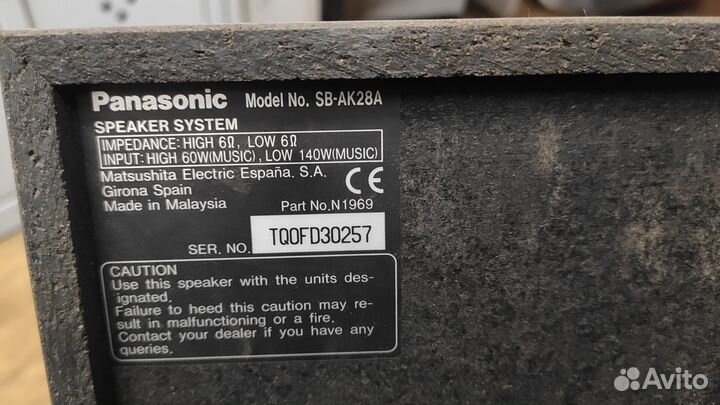 Panasonic Model No. SB-AK28A
SPEAKER SYSTEM
IMPEDANCE: HIGH 6Ω, LOW 6Ω
INPUT: HIGH 60W(MUSIC), LOW 140W(MUSIC)
Matsushita Electric España, S.A.
Girona Spain
Made in Malaysia Part No.N1969
CE
SER. NO. TQ0FD30257
CAUTION
Use this speaker with the units des-
ignated.
Failure to heed this caution may re-
sult in malfunctioning or a fire.
Contact your dealer if you have any
queries.
Avito